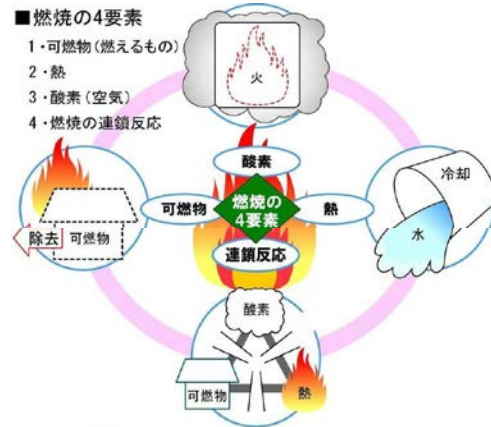 ■燃焼の4要素
1・可燃物(燃えるもの)
2・熱
3・酸素(空気)
4・燃焼の連鎖反応
火
酸素
可燃物
燃焼の
4要素
熱
連鎖反応
冷却
水
除去
可燃物
酸素
可燃物
熱